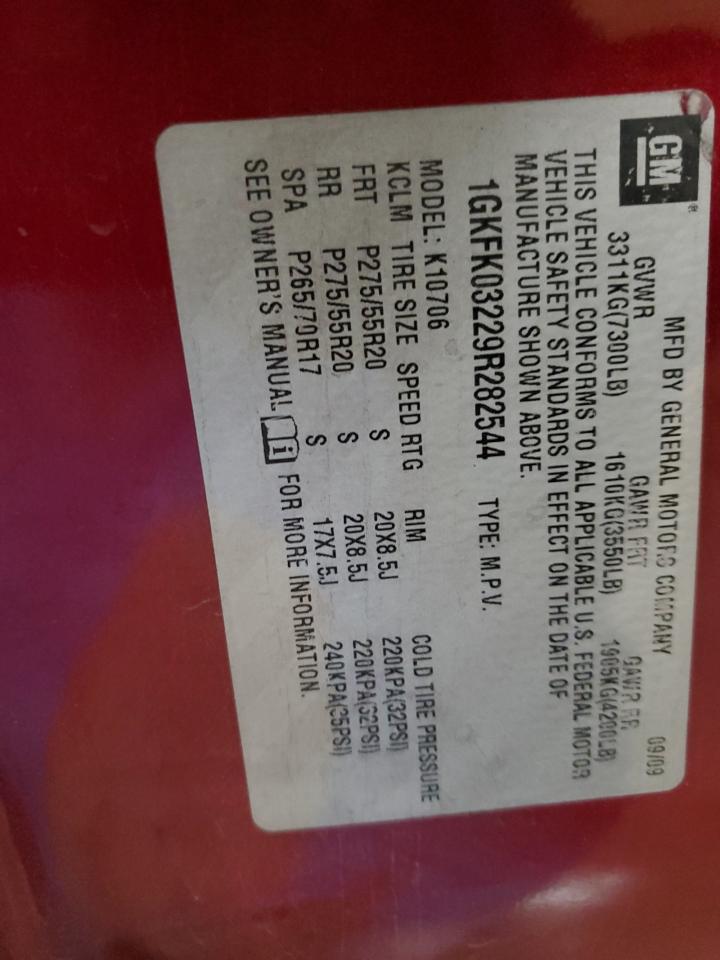 GM®
MFD BY GENERAL MOTORS COMPANY 09/09
GVWR GAWR FRT GAWR RR
3311KG(7300LB) 1610KG(3550LB) 1905KG(4200LB)
THIS VEHICLE CONFORMS TO ALL APPLICABLE U.S. FEDERAL MOTOR
VEHICLE SAFETY STANDARDS IN EFFECT ON THE DATE OF
MANUFACTURE SHOWN ABOVE.
1GKFK03229R282544 TYPE: M.P.V.
MODEL: K10706
KCLM TIRE SIZE SPEED RTG RIM COLD TIRE PRESSURE
FRT P275/55R20 S 20X8.5J 220KPA(32PSI)
RR P275/55R20 S 20X8.5J 220KPA(32PSI)
SPA P265/70R17 S 17X7.5J 240KPA(35PSI)
SEE OWNER'S MANUAL FOR MORE INFORMATION.